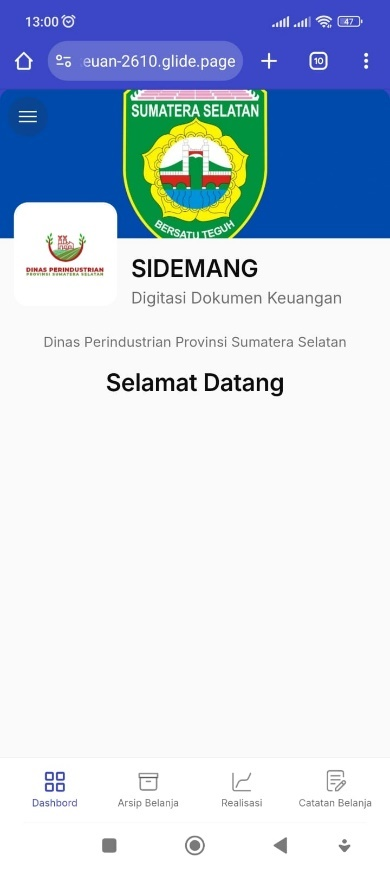 13:00
47
euan-2610.glide.page
10
SUMATERA SELATAN
BERSATU TEGUH
DINAS PERINDUSTRIAN
PROVINSI SUMATERA SELATAN
SIDEMANG
Digitasi Dokumen Keuangan
Dinas Perindustrian Provinsi Sumatera Selatan
Selamat Datang
Dashbord
Arsip Belanja
Realisasi
Catatan Belanja